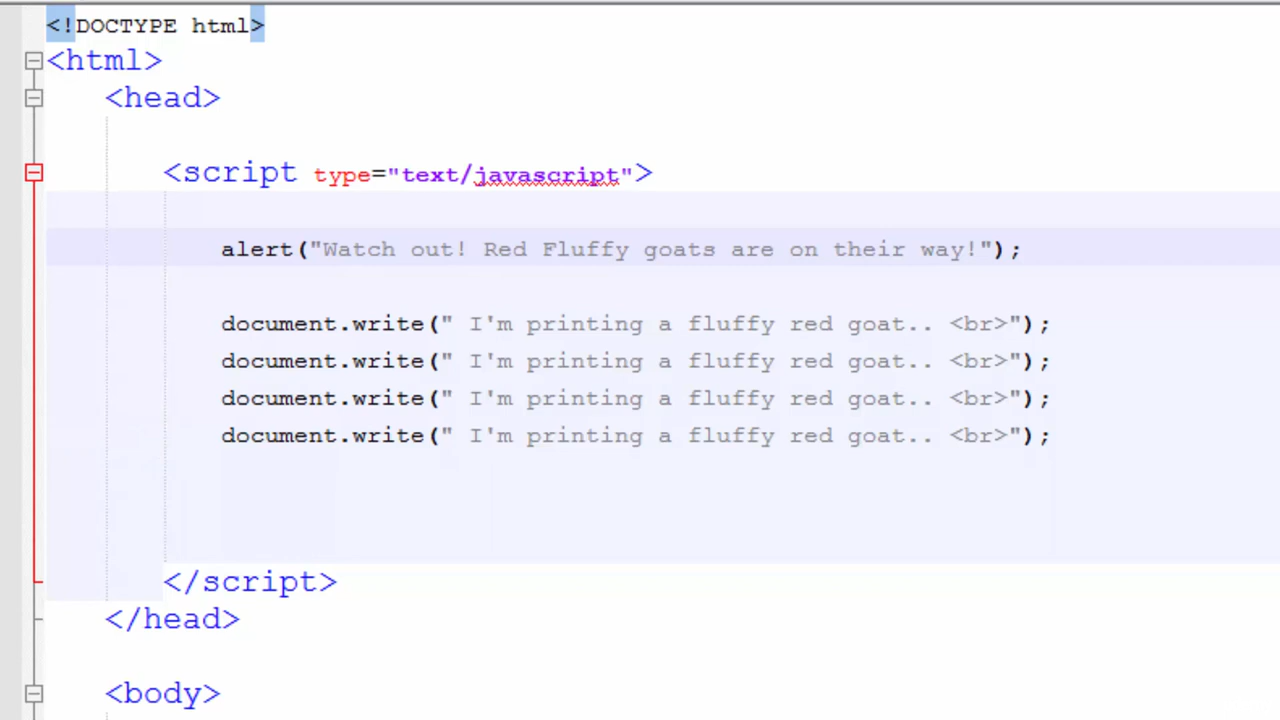 <!DOCTYPE html>
<html>
<head>
<script type="text/javascript">
alert("Watch out! Red Fluffy goats are on their way!");
document.write(" I'm printing a fluffy red goat.. <br>");
document.write(" I'm printing a fluffy red goat.. <br>");
document.write(" I'm printing a fluffy red goat.. <br>");
document.write(" I'm printing a fluffy red goat.. <br>");
</script>
</head>
<body>